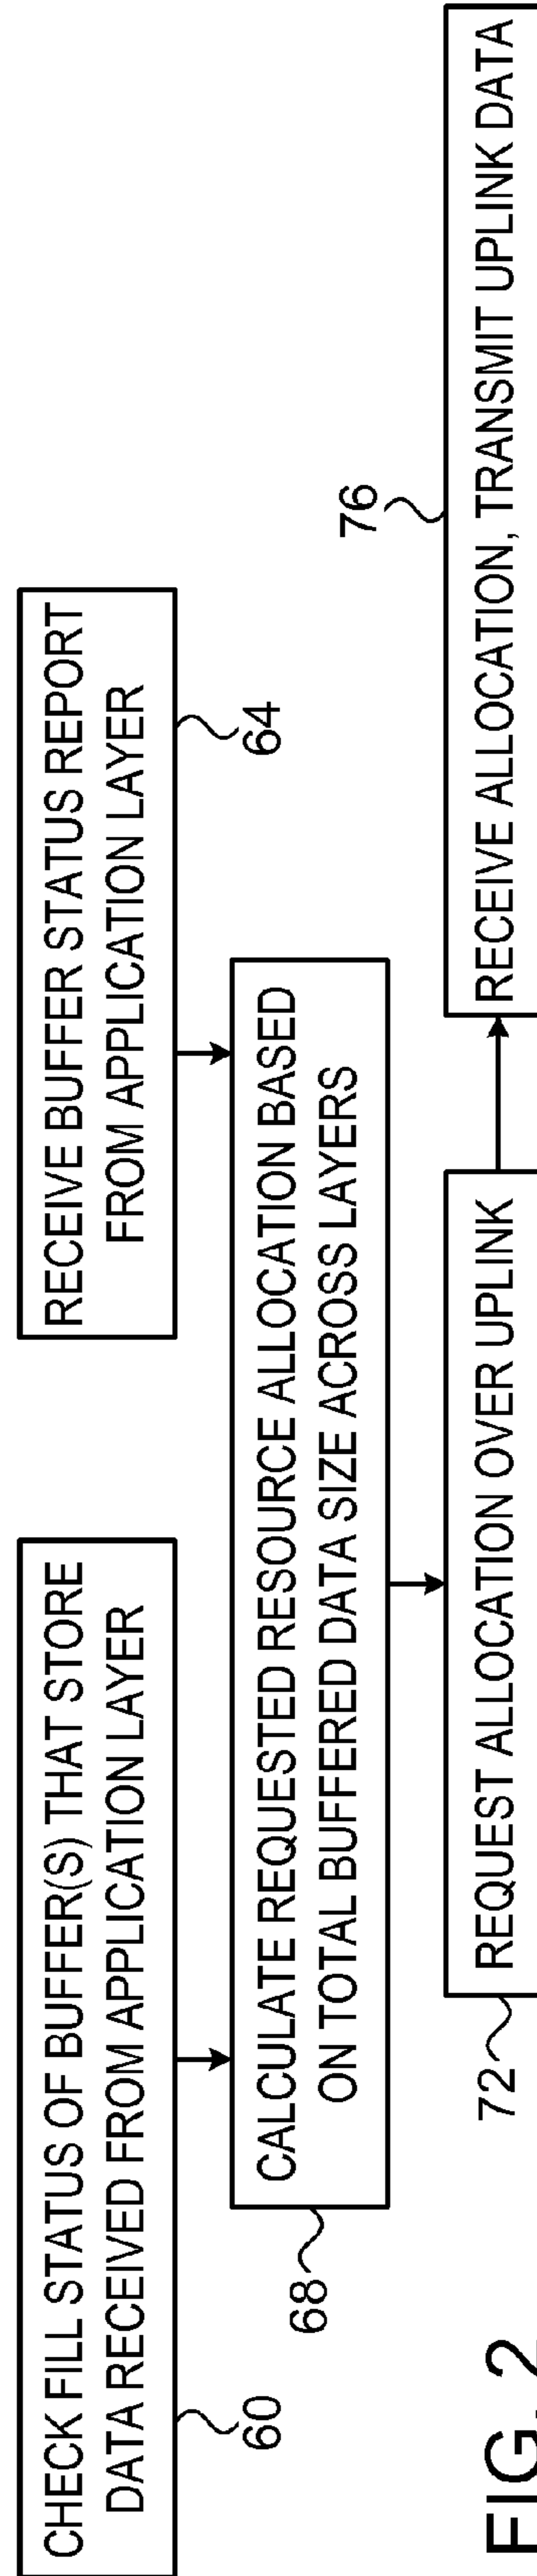 CHECK FILL STATUS OF BUFFER(S) THAT STORE
DATA RECEIVED FROM APPLICATION LAYER
60
RECEIVE BUFFER STATUS REPORT
FROM APPLICATION LAYER
64
CALCULATE REQUESTED RESOURCE ALLOCATION BASED
ON TOTAL BUFFERED DATA SIZE ACROSS LAYERS
68
REQUEST ALLOCATION OVER UPLINK
72
RECEIVE ALLOCATION, TRANSMIT UPLINK DATA
76
FIG. 2